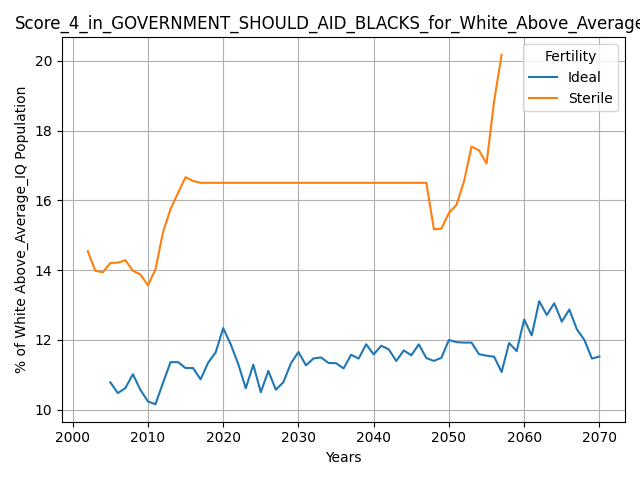 Score_4_in_GOVERNMENT_SHOULD_AID_BLACKS_for_White_Above_Average
Fertility
Ideal
Sterile
% of White Above_Average_IQ Population
20
18
16
14
12
10
2000 2010 2020 2030 2040 2050 2060 2070
Years